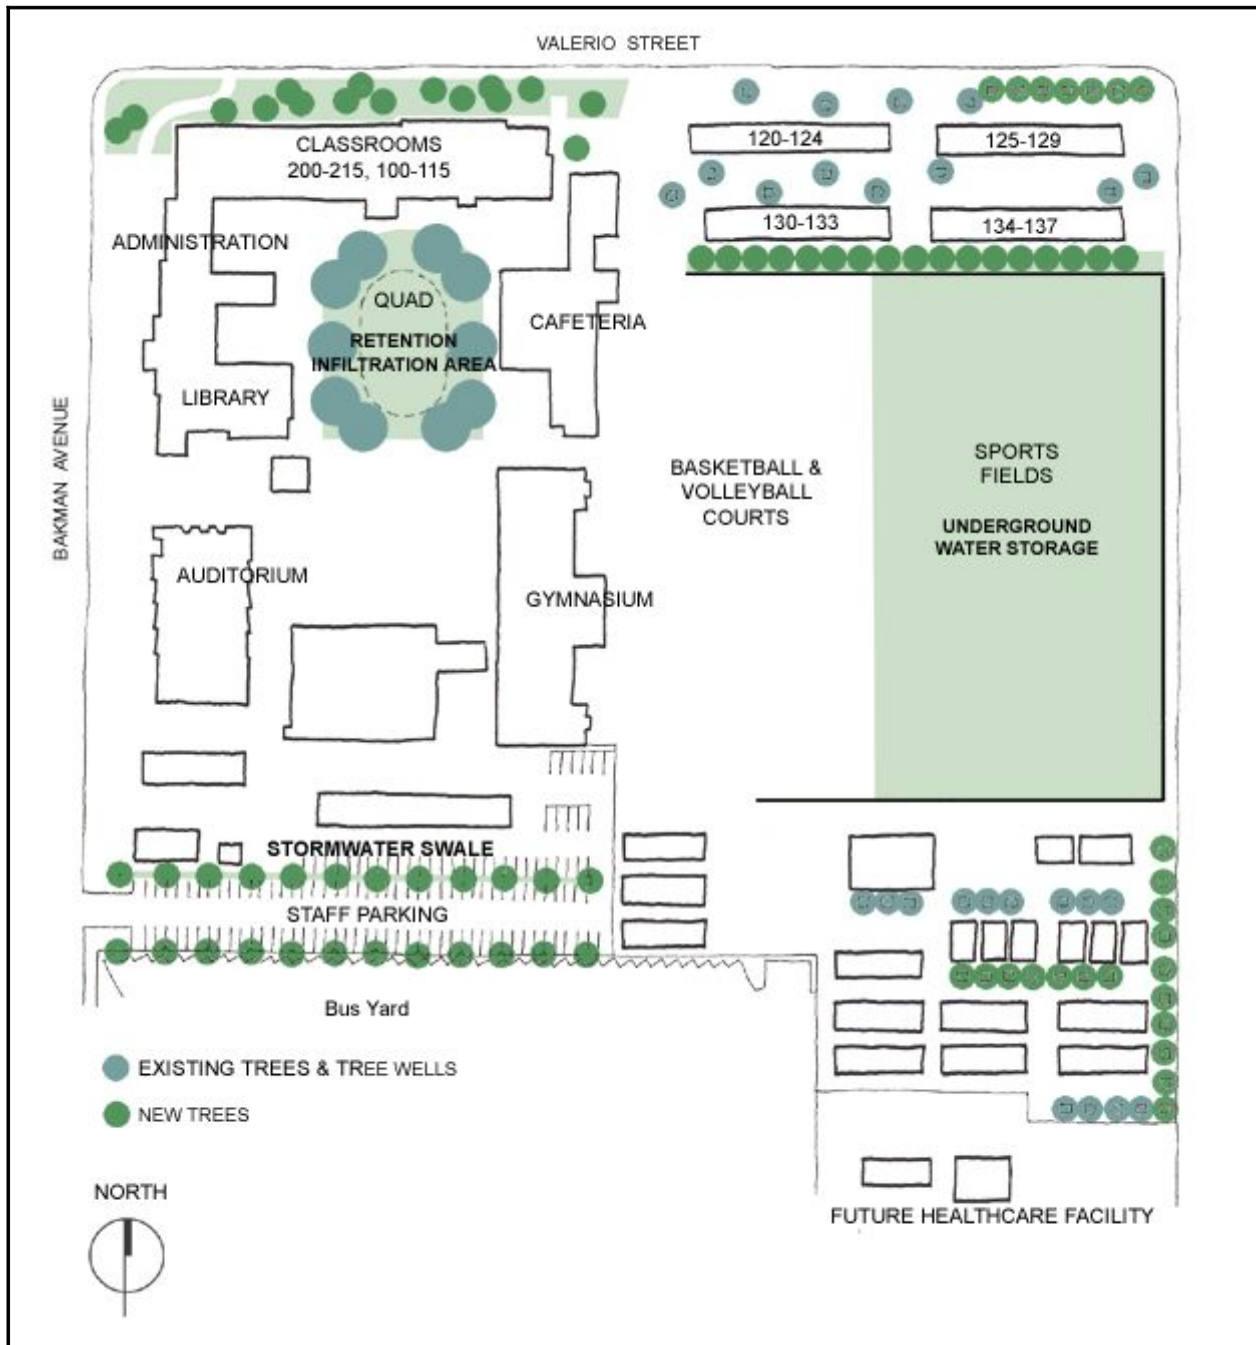 VALERIO STREET
CLASSROOMS
200-215, 100-115
120-124
125-129
130-133
134-137
ADMINISTRATION
QUAD
RETENTION
INFILTRATION AREA
CAFETERIA
LIBRARY
BAKMAN AVENUE
BASKETBALL &
VOLLEYBALL
COURTS
SPORTS
FIELDS
UNDERGROUND
WATER STORAGE
AUDITORIUM
GYMNASIUM
STORMWATER SWALE
STAFF PARKING
Bus Yard
EXISTING TREES & TREE WELLS
NEW TREES
NORTH
FUTURE HEALTHCARE FACILITY